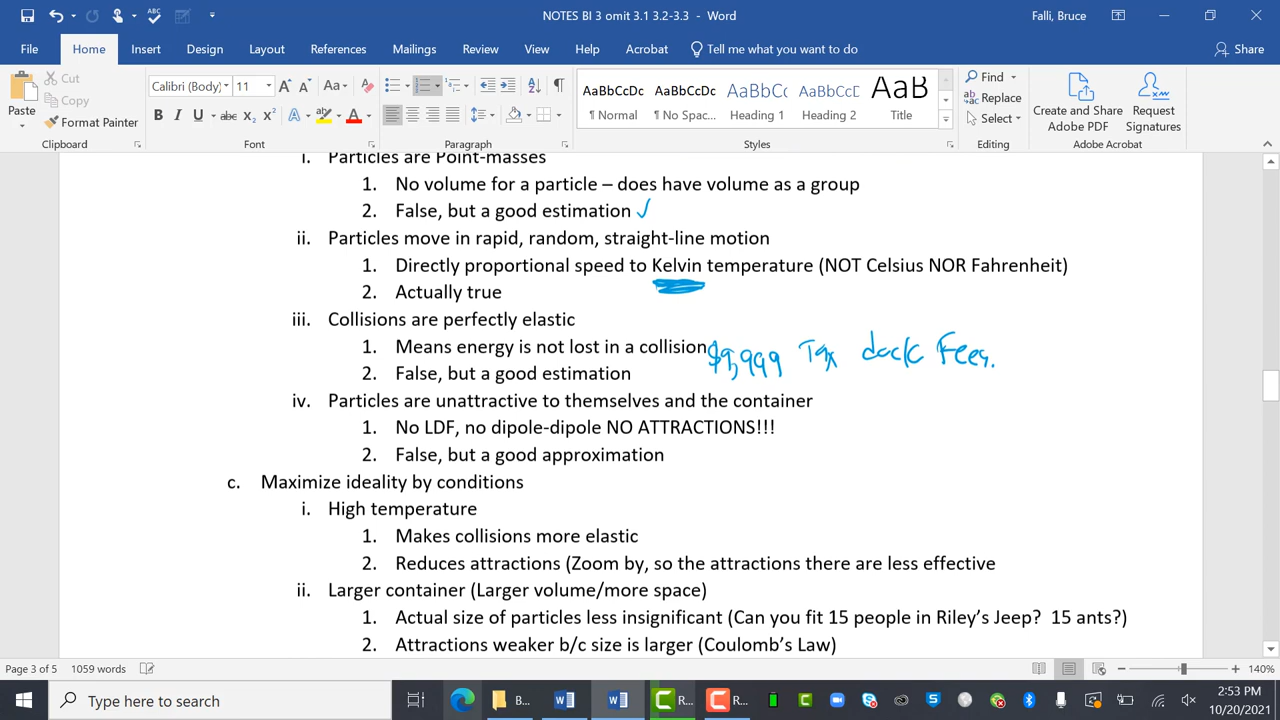 NOTES BI 3 omit 3.1 3.2-3.3 - Word
Falli, Bruce
File Home Insert Design Layout References Mailings Review View Help Acrobat Tell me what you want to do Share
Paste
Cut
Copy
Format Painter
Clipboard
Calibri (Body) 11
Font
Paragraph
AaBbCcDc AaBbCcDc AaBbCc AaBbCcD AaB
¶ Normal ¶ No Spac... Heading 1 Heading 2 Title
Styles
Find
Replace
Select
Editing
Create and Share Adobe PDF
Request Signatures
Adobe Acrobat
i. Particles are Point-masses
1. No volume for a particle – does have volume as a group
2. False, but a good estimation ✓
ii. Particles move in rapid, random, straight-line motion
1. Directly proportional speed to Kelvin temperature (NOT Celsius NOR Fahrenheit)
2. Actually true
iii. Collisions are perfectly elastic
1. Means energy is not lost in a collision
$9,999 Tax dock Fees.
2. False, but a good estimation
iv. Particles are unattractive to themselves and the container
1. No LDF, no dipole-dipole NO ATTRACTIONS!!!
2. False, but a good approximation
c. Maximize ideality by conditions
i. High temperature
1. Makes collisions more elastic
2. Reduces attractions (Zoom by, so the attractions there are less effective
ii. Larger container (Larger volume/more space)
1. Actual size of particles less insignificant (Can you fit 15 people in Riley's Jeep? 15 ants?)
2. Attractions weaker b/c size is larger (Coulomb's Law)
Page 3 of 5 1059 words 140%
Type here to search
B... R... R...
2:53 PM
10/20/2021